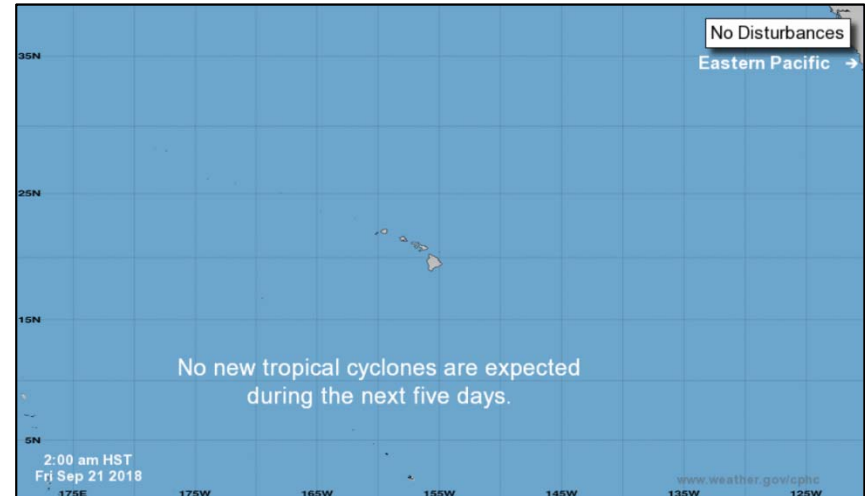 No Disturbances
35N
Eastern Pacific →
25N
15N
No new tropical cyclones are expected
during the next five days.
5N
2:00 am HST
Fri Sep 21 2018
www.weather.gov/cphc
175E 175W 165W 155W 145W 135W 125W